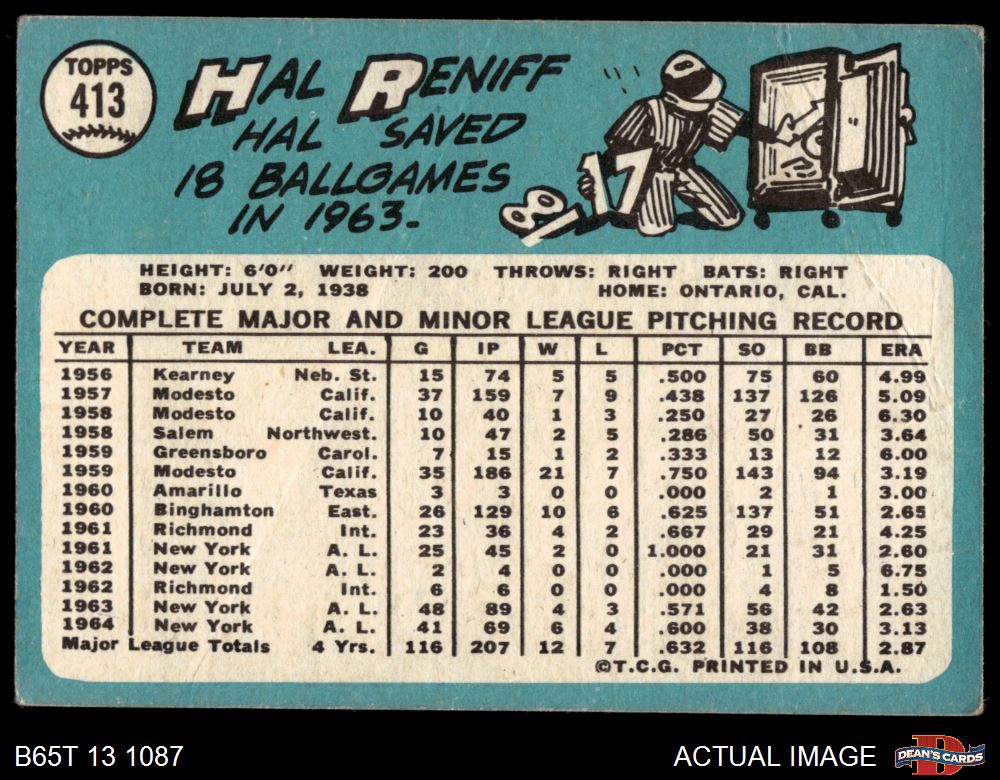 TOPPS
413
HAL RENIFF
HAL SAVED
18 BALLGAMES
IN 1963.
18 17
HEIGHT: 6'0" WEIGHT: 200 THROWS: RIGHT BATS: RIGHT
BORN: JULY 2, 1938 HOME: ONTARIO, CAL.
COMPLETE MAJOR AND MINOR LEAGUE PITCHING RECORD
YEAR TEAM LEA. G IP W L PCT SO BB ERA
1956 Kearney Neb. St. 15 74 5 5 .500 75 60 4.99
1957 Modesto Calif. 37 159 7 9 .438 137 126 5.09
1958 Modesto Calif. 10 40 1 3 .250 27 26 6.30
1958 Salem Northwest. 10 47 2 5 .286 50 31 3.64
1959 Greensboro Carol. 7 15 1 2 .333 13 12 6.00
1959 Modesto Calif. 35 186 21 7 .750 143 94 3.19
1960 Amarillo Texas 3 3 0 0 .000 2 1 3.00
1960 Binghamton East. 26 129 10 6 .625 137 51 2.65
1961 Richmond Int. 23 36 4 2 .667 29 21 4.25
1961 New York A. L. 25 45 2 0 1.000 21 31 2.60
1962 New York A. L. 2 4 0 0 .000 1 5 6.75
1962 Richmond Int. 6 6 0 0 .000 4 8 1.50
1963 New York A. L. 48 89 4 3 .571 56 42 2.63
1964 New York A. L. 41 69 6 4 .600 38 30 3.13
Major League Totals 4 Yrs. 116 207 12 7 .632 116 108 2.87
©T.C.G. PRINTED IN U.S.A.
B65T 13 1087 ACTUAL IMAGE
D
DEAN'S CARDS